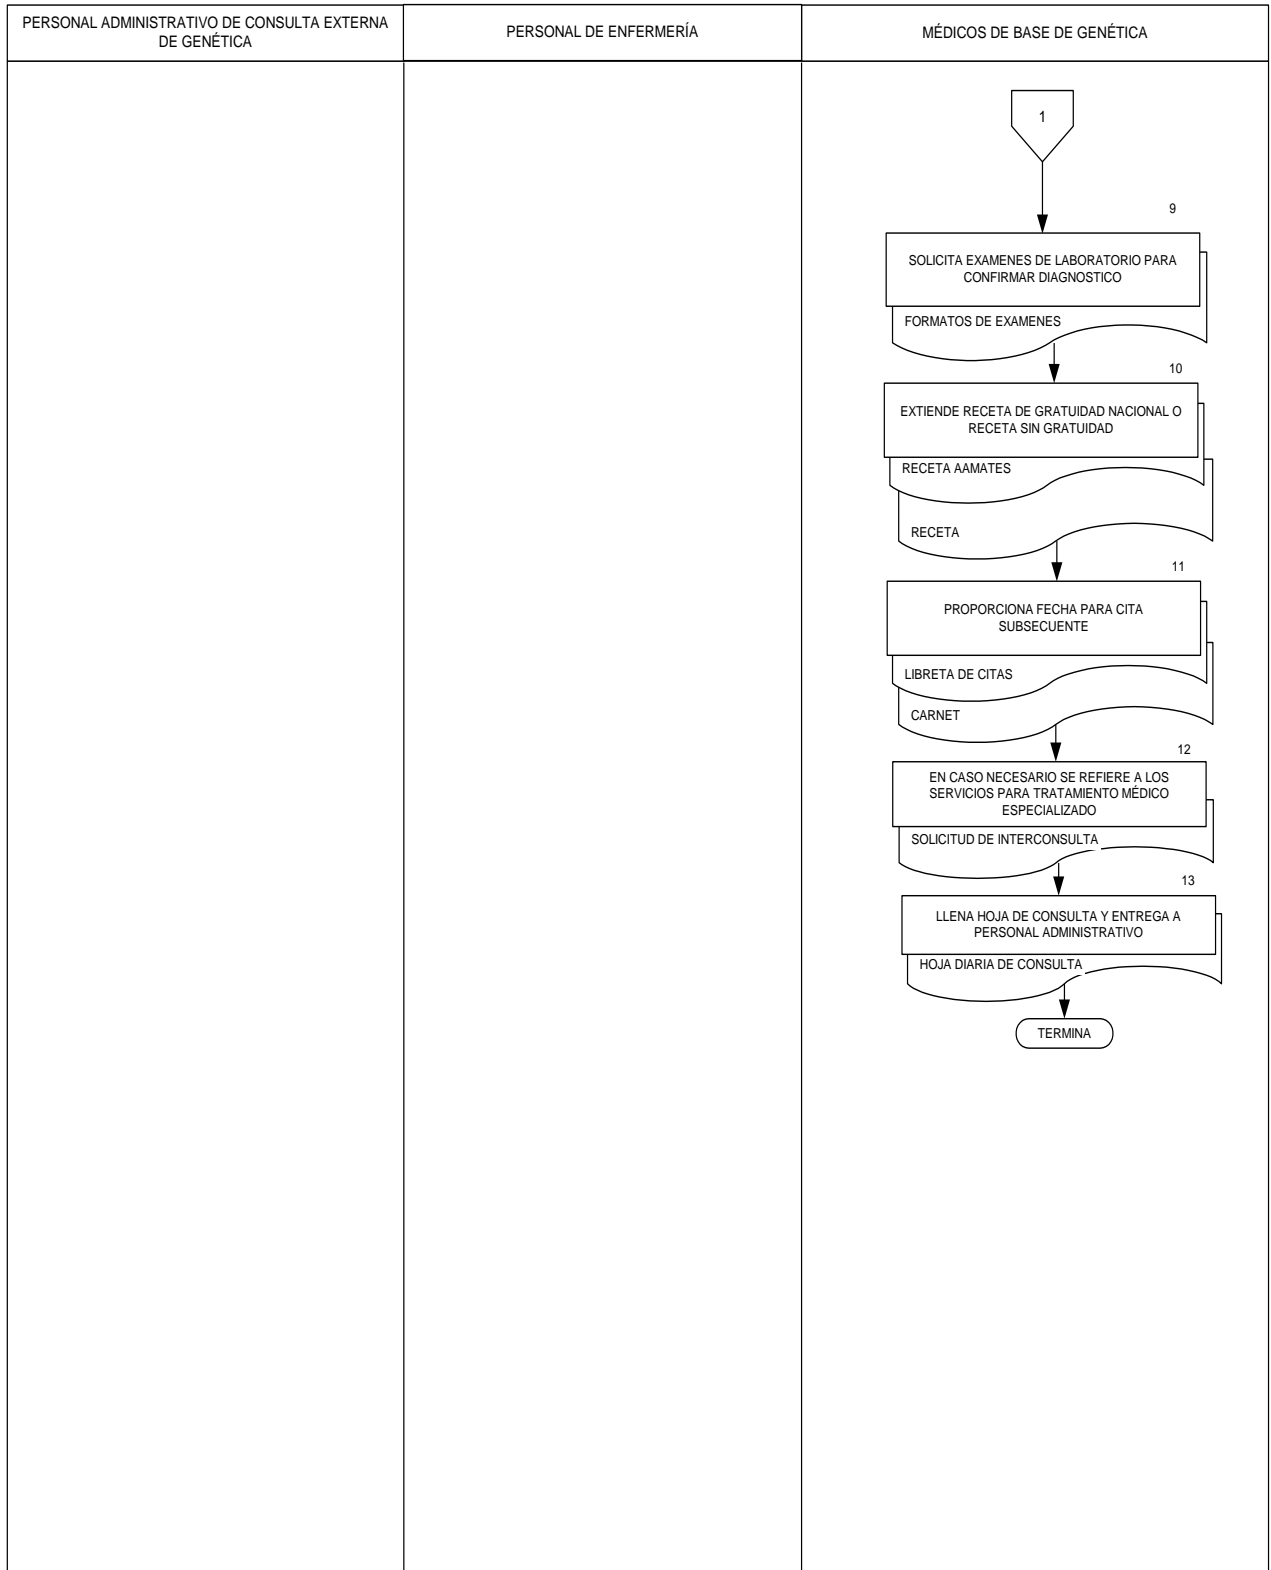 PERSONAL ADMINISTRATIVO DE CONSULTA EXTERNA
DE GENÉTICA
PERSONAL DE ENFERMERÍA
MÉDICOS DE BASE DE GENÉTICA
1
9
SOLICITA EXAMENES DE LABORATORIO PARA
CONFIRMAR DIAGNOSTICO
FORMATOS DE EXAMENES
10
EXTIENDE RECETA DE GRATUIDAD NACIONAL O
RECETA SIN GRATUIDAD
RECETA AAMATES
RECETA
11
PROPORCIONA FECHA PARA CITA
SUBSECUENTE
LIBRETA DE CITAS
CARNET
12
EN CASO NECESARIO SE REFIERE A LOS
SERVICIOS PARA TRATAMIENTO MÉDICO
ESPECIALIZADO
SOLICITUD DE INTERCONSULTA
13
LLENA HOJA DE CONSULTA Y ENTREGA A
PERSONAL ADMINISTRATIVO
HOJA DIARIA DE CONSULTA
TERMINA